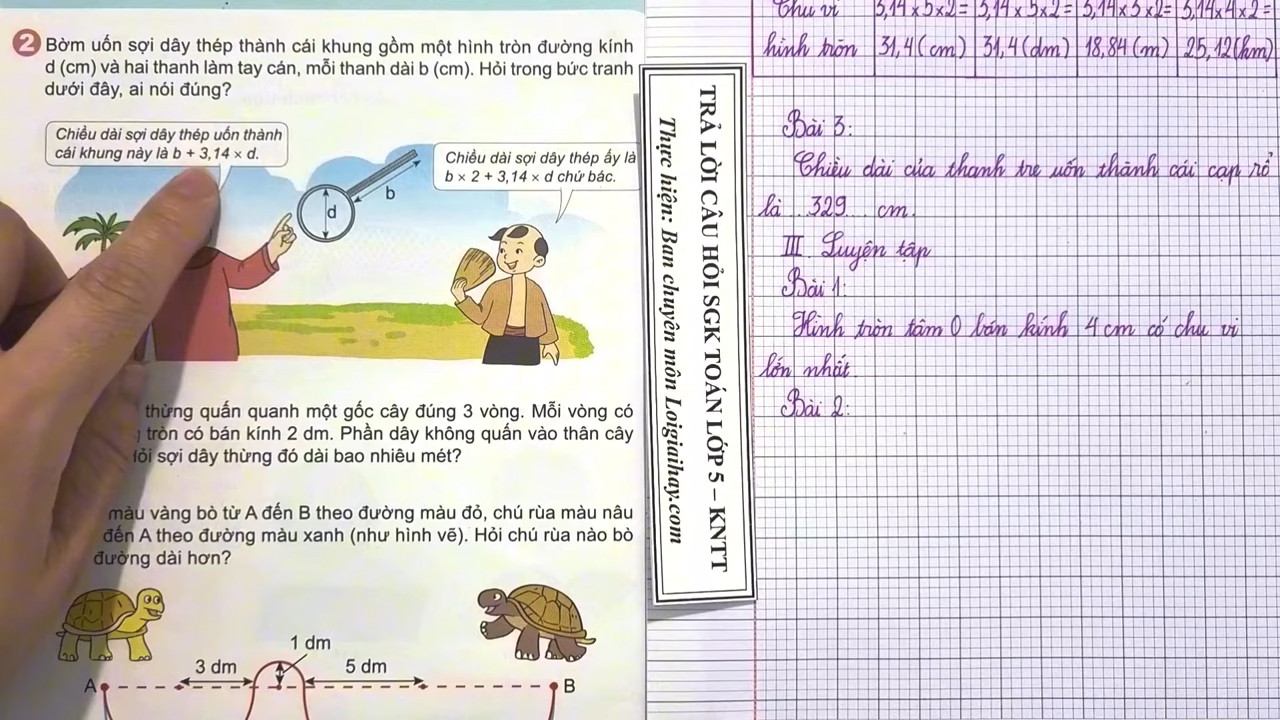 2 Bờm uốn sợi dây thép thành cái khung gồm một hình tròn đường kính
d (cm) và hai thanh làm tay cán, mỗi thanh dài b (cm). Hỏi trong bức tranh
dưới đây, ai nói đúng?
Chiều dài sợi dây thép uốn thành
cái khung này là b + 3,14 × d.
Chiều dài sợi dây thép ấy là
b × 2 + 3,14 × d chứ bác.
d
b
thừng quấn quanh một gốc cây đúng 3 vòng. Mỗi vòng có
tròn có bán kính 2 dm. Phần dây không quấn vào thân cây
sợi dây thừng đó dài bao nhiêu mét?
màu vàng bò từ A đến B theo đường màu đỏ, chú rùa màu nâu
đến A theo đường màu xanh (như hình vẽ). Hỏi chú rùa nào bò
đường dài hơn?
1 dm
3 dm
5 dm
A
B
TRẢ LỜI CÂU HỎI SGK TOÁN LỚP 5 – KNTT
Thực hiện: Ban chuyên môn Loigiaihay.com
Chu vi 3,14×5×2= 3,14×5×2= 3,14×3×2= 3,14×4×2=
hình tròn 31,4(cm) 31,4(dm) 18,84(m) 25,12(hm)
Bài 3:
Chiều dài của thanh tre uốn thành cái cạp rổ
là ...329... cm.
III. Luyện tập
Bài 1:
Hình tròn tâm O bán kính 4 cm có chu vi
lớn nhất.
Bài 2: